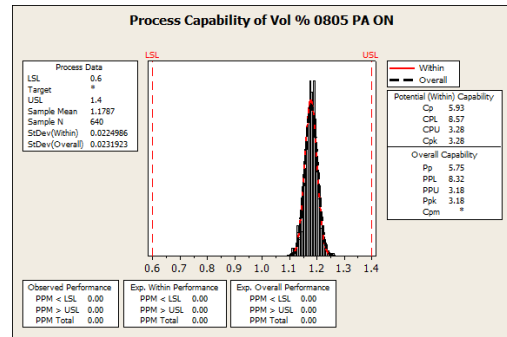 Process Capability of Vol % 0805 PA ON
LSL
USL
Process Data
LSL 0.6
Target *
USL 1.4
Sample Mean 1.1787
Sample N 640
StDev(Within) 0.0224986
StDev(Overall) 0.0231923
Within
Overall
Potential (Within) Capability
Cp 5.93
CPL 8.57
CPU 3.28
Cpk 3.28
Overall Capability
Pp 5.75
PPL 8.32
PPU 3.18
Ppk 3.18
Cpm *
0.6 0.7 0.8 0.9 1.0 1.1 1.2 1.3 1.4
Observed Performance
PPM < LSL 0.00
PPM > USL 0.00
PPM Total 0.00
Exp. Within Performance
PPM < LSL 0.00
PPM > USL 0.00
PPM Total 0.00
Exp. Overall Performance
PPM < LSL 0.00
PPM > USL 0.00
PPM Total 0.00